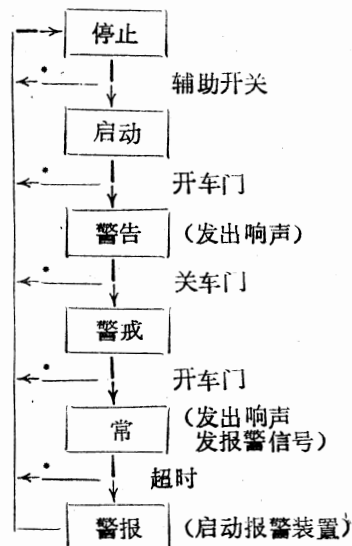 停止
辅助开关
启动
开车门
警告 (发出响声)
关车门
警戒
开车门
常 (发出响声
发报警信号)
超时
警报 (启动报警装置)